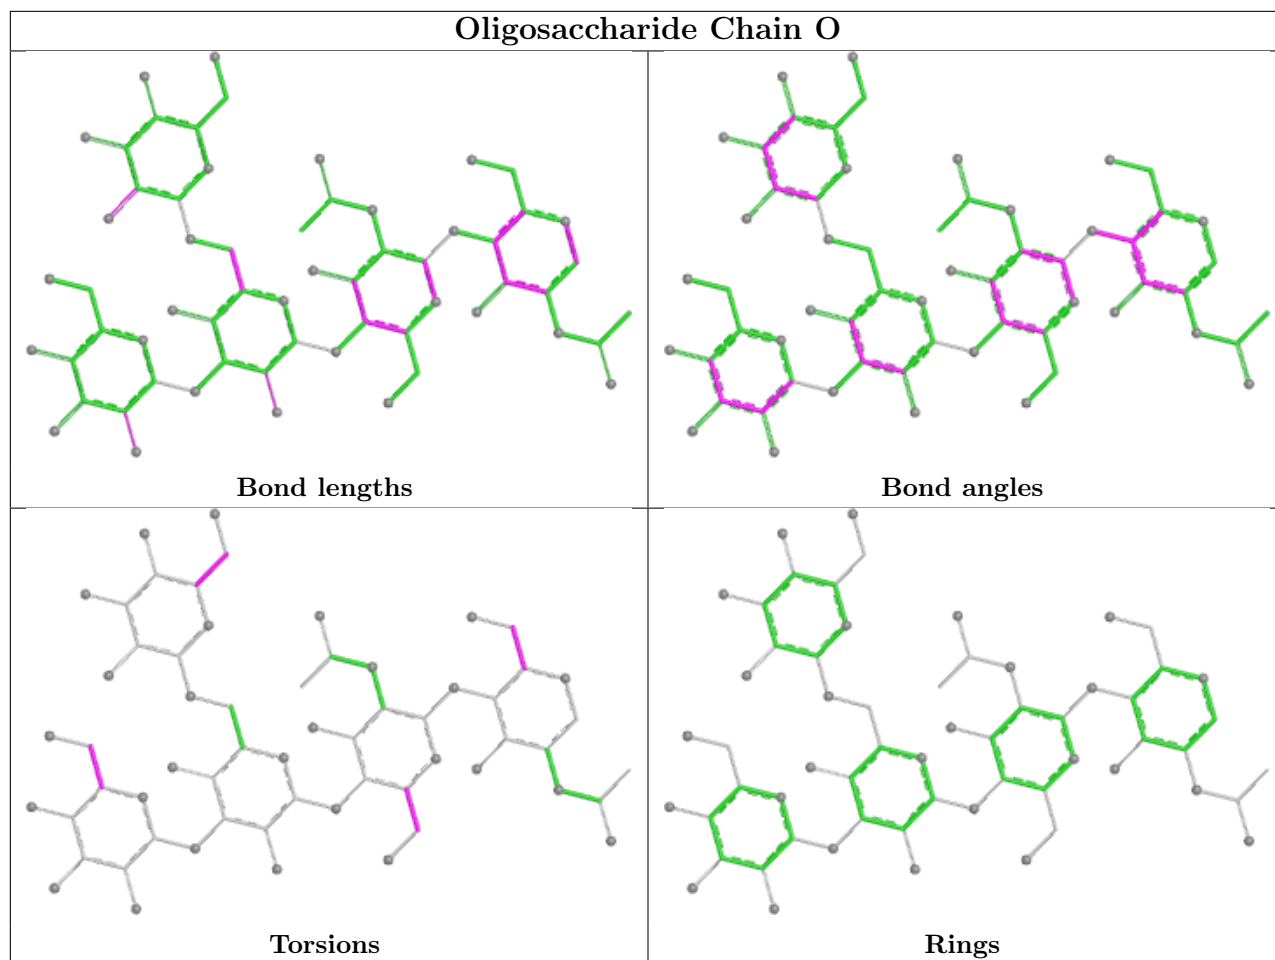 Oligosaccharide Chain O
Bond lengths
Bond angles
Torsions
Rings